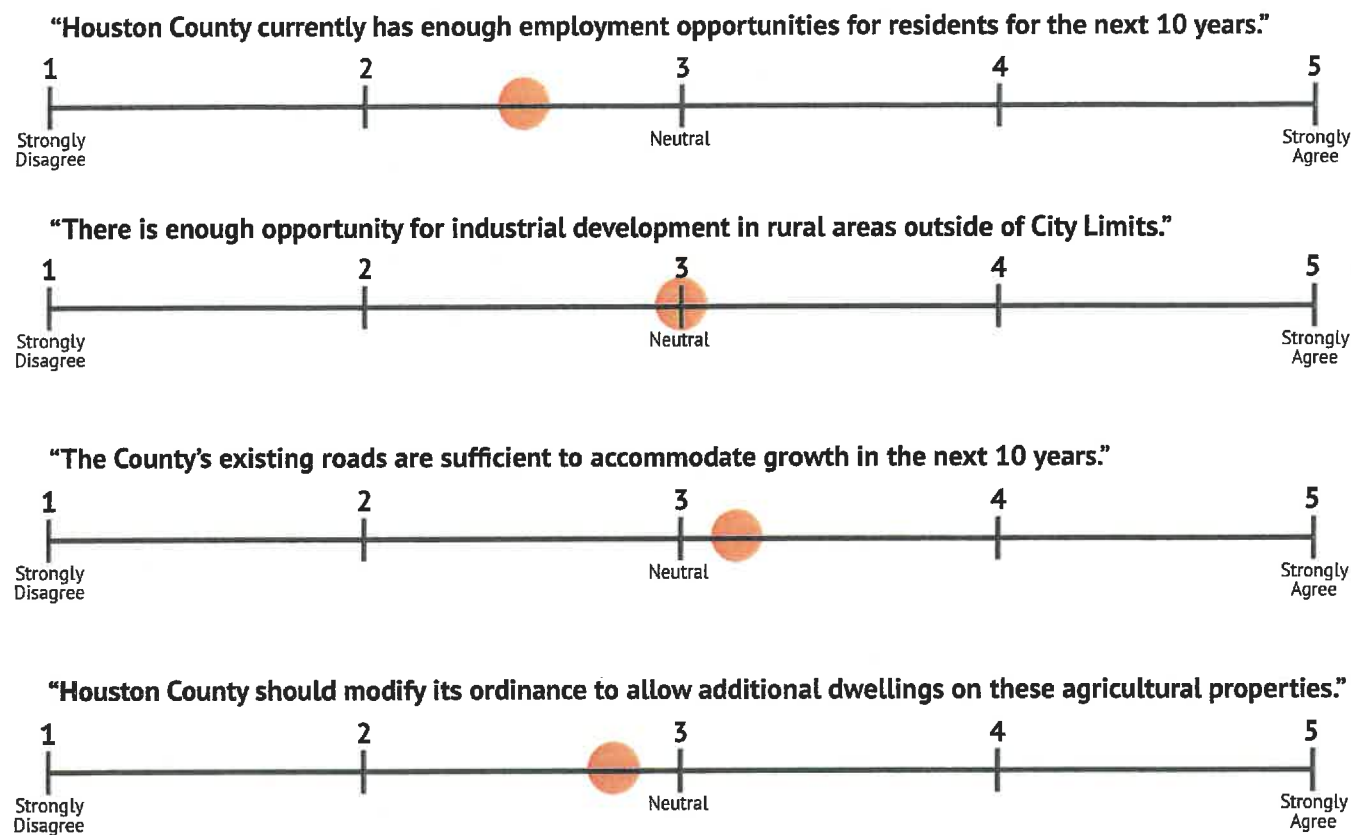 “Houston County currently has enough employment opportunities for residents for the next 10 years.”
1 2 3 4 5
Strongly Disagree Neutral Strongly Agree
“There is enough opportunity for industrial development in rural areas outside of City Limits.”
1 2 3 4 5
Strongly Disagree Neutral Strongly Agree
“The County’s existing roads are sufficient to accommodate growth in the next 10 years.”
1 2 3 4 5
Strongly Disagree Neutral Strongly Agree
“Houston County should modify its ordinance to allow additional dwellings on these agricultural properties.”
1 2 3 4 5
Strongly Disagree Neutral Strongly Agree